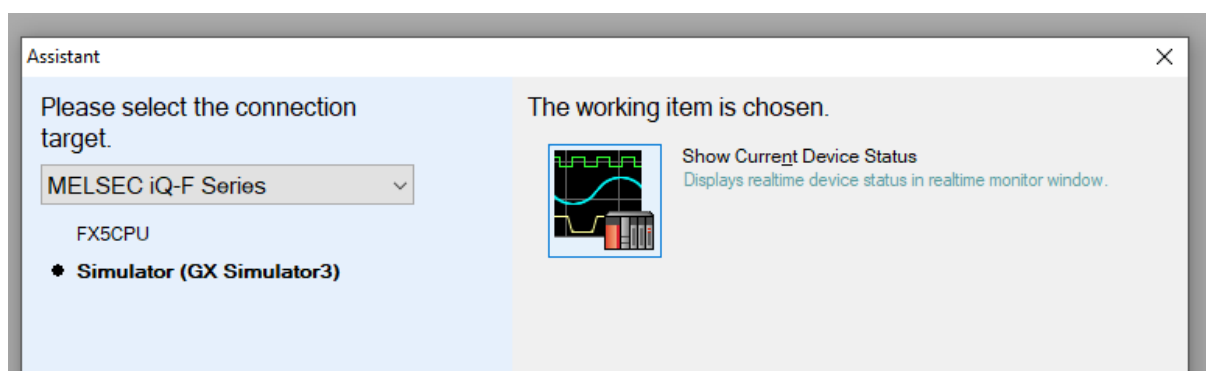 Assistant
Please select the connection
target.
MELSEC iQ-F Series
FX5CPU
Simulator (GX Simulator3)
The working item is chosen.
Show Current Device Status
Displays realtime device status in realtime monitor window.